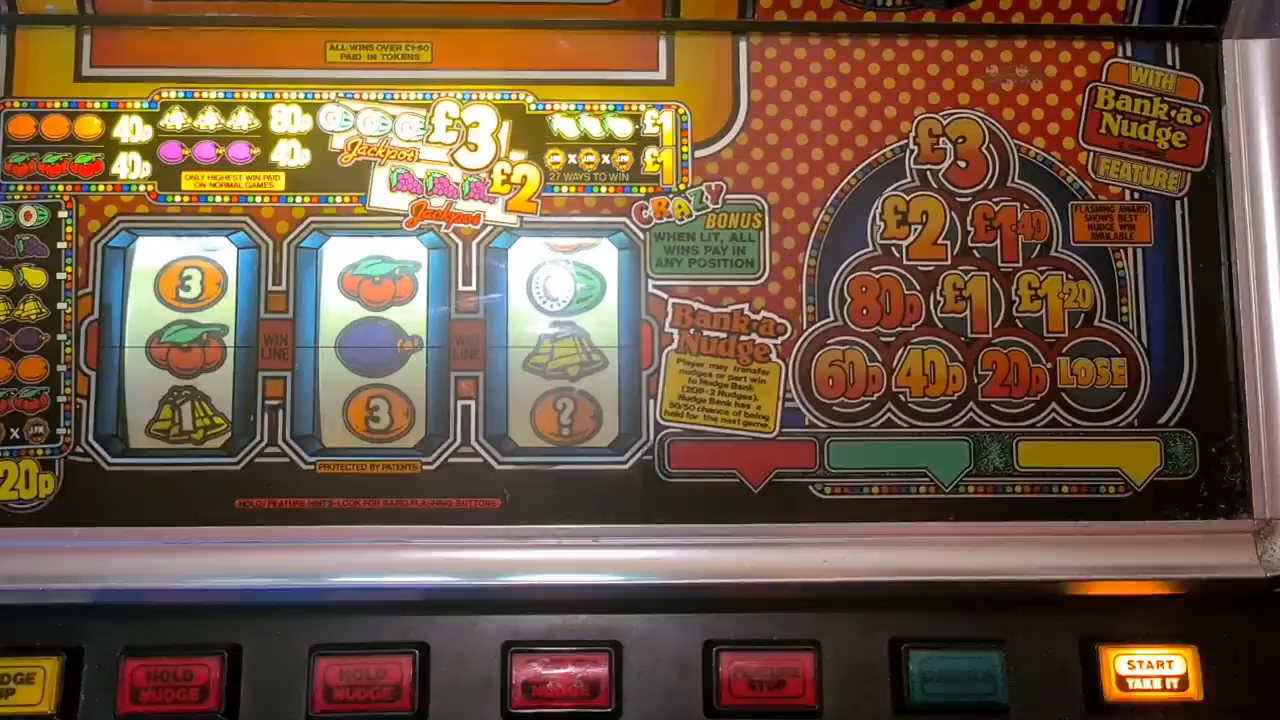 ALL WINS OVER £1·50
PAID IN TOKENS
40p
80p
£3
Jackpot
£1
40p
40p
£1
ONLY HIGHEST WIN PAID
ON NORMAL GAMES
£2
Jackpot
27 WAYS TO WIN
CRAZY
BONUS
WHEN LIT, ALL
WINS PAY IN
ANY POSITION
WITH
Bank·a·
Nudge
FEATURE
FLASHING AWARD
SHOWS BEST
NUDGE WIN
AVAILABLE
£3
£2
£1·40
80p
£1
£1·20
60p
40p
20p
LOSE
3
WIN
LINE
WIN
LINE
1
3
?
Bank·a·
Nudge
Player may transfer
nudges or part win
to Nudge Bank
(20p=2 Nudges).
Nudge Bank has a
50/50 chance of being
held for the next game.
20p
PROTECTED BY PATENTS
HOLD/FEATURE HINTS-LOOK FOR RAPID FLASHING BUTTONS
HOLD
NUDGE
HOLD
NUDGE
NUDGE
STOP
START
TAKE IT